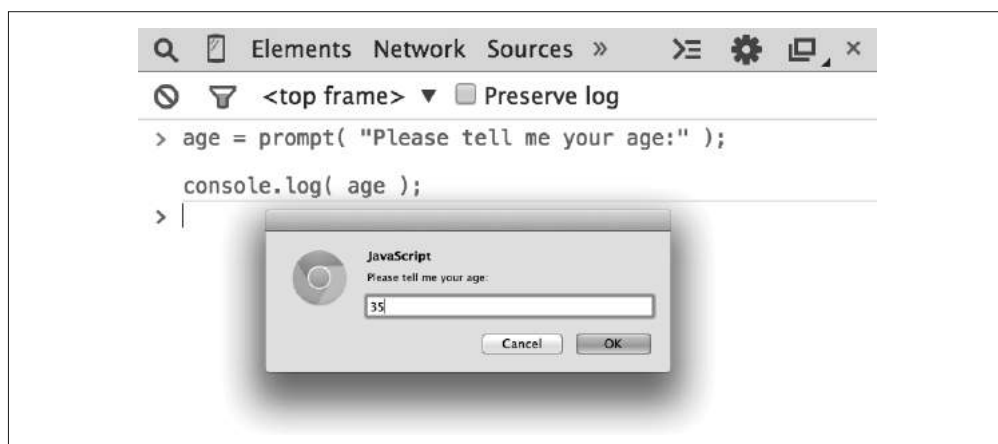 Elements Network Sources »
<top frame> ▼ Preserve log
> age = prompt( "Please tell me your age:" );
console.log( age );
>
JavaScript
Please tell me your age:
35
Cancel OK